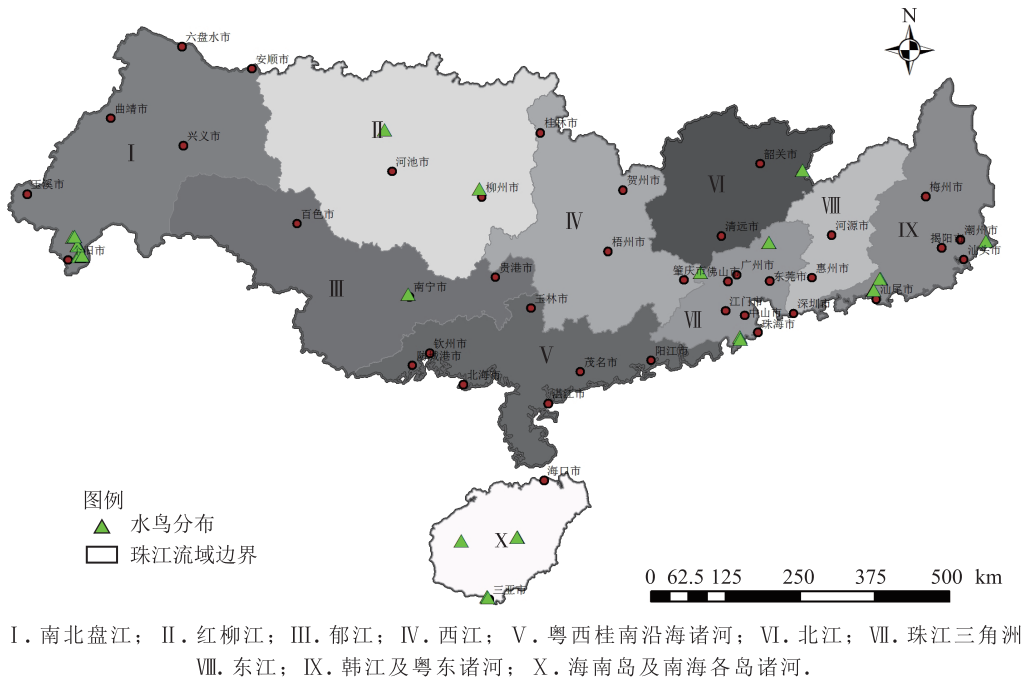 N
六盘水市
安顺市
曲靖市
桂林市
Ⅱ
韶关市
兴义市
Ⅰ
河池市
柳州市
贺州市
Ⅵ
玉溪市
梅州市
Ⅷ
百色市
Ⅳ
清远市
河源市
Ⅸ
潮州市
揭阳市
汕头市
梧州市
贵港市
肇庆市
佛山市
广州市
东莞市
惠州市
Ⅲ
南宁市
汕尾市
玉林市
江门市
中山市
深圳市
Ⅶ
珠海市
钦州市
防城港市
Ⅴ
阳江市
茂名市
北海市
湛江市
海口市
图例
水鸟分布
珠江流域边界
Ⅹ
三亚市
0 62.5 125 250 375 500 km
Ⅰ. 南北盘江; Ⅱ. 红柳江; Ⅲ. 郁江; Ⅳ. 西江; Ⅴ. 粤西桂南沿海诸河; Ⅵ. 北江; Ⅶ. 珠江三角洲
Ⅷ. 东江; Ⅸ. 韩江及粤东诸河; Ⅹ. 海南岛及南海各岛诸河.